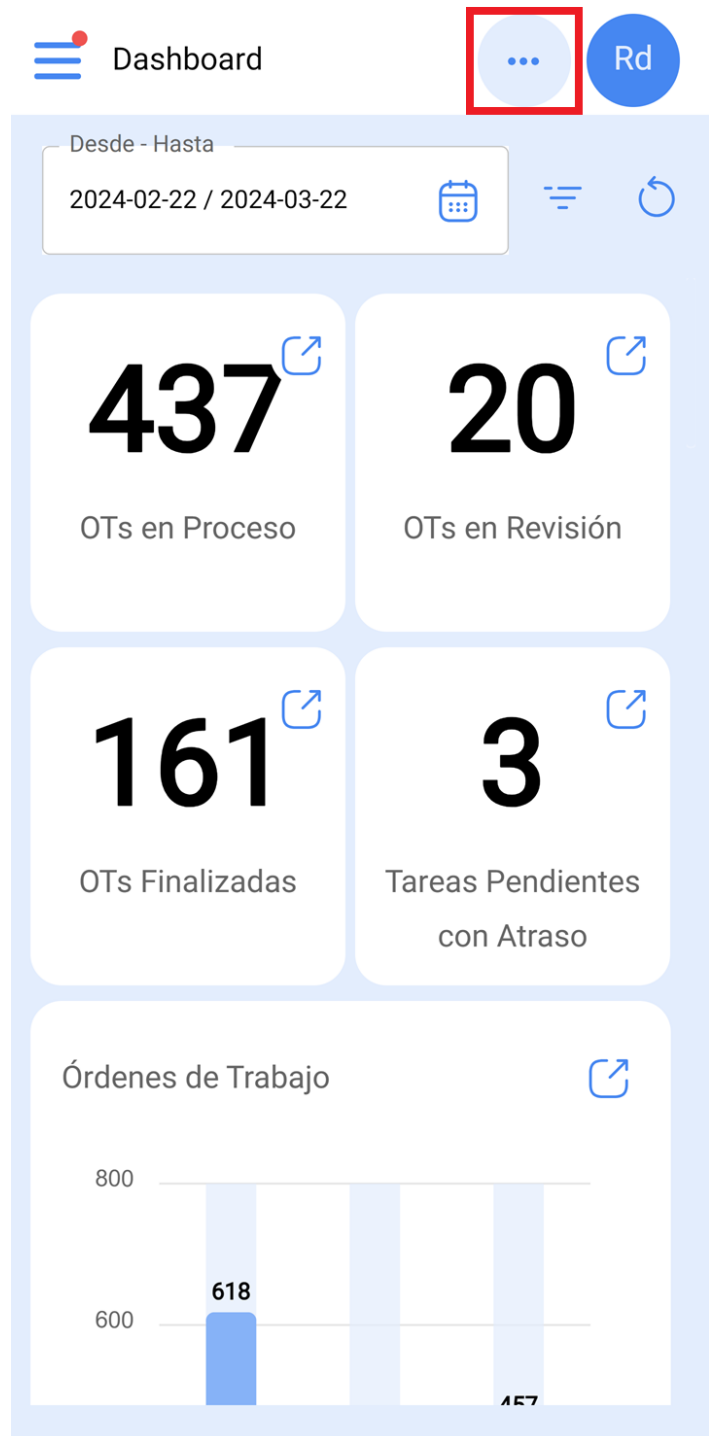 Dashboard
Rd
Desde - Hasta
2024-02-22 / 2024-03-22
437
20
OTs en Proceso
OTs en Revisión
161
3
OTs Finalizadas
Tareas Pendientes
con Atraso
Órdenes de Trabajo
800
618
600
457